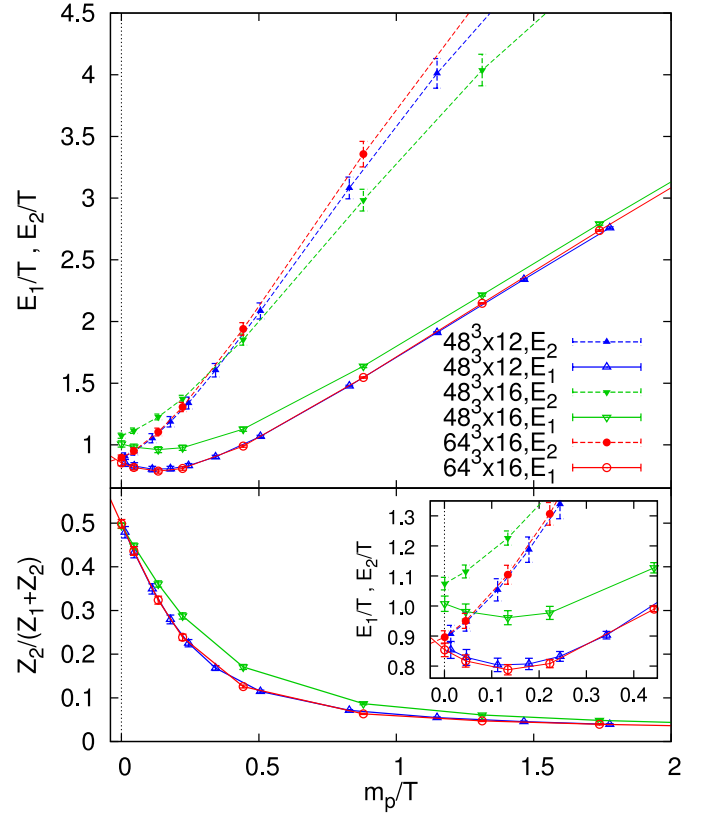 4.5
4
3.5
3
2.5
2
1.5
1
E₁/T , E₂/T
48³x12,E₂
48³x12,E₁
48³x16,E₂
48³x16,E₁
64³x16,E₂
64³x16,E₁
0.5
0.4
0.3
0.2
0.1
0
Z₂/(Z₁+Z₂)
1.3
1.2
1.1
1.0
0.9
0.8
E₁/T, E₂/T
0.0 0.1 0.2 0.3 0.4
0 0.5 1 1.5 2
mₚ/T